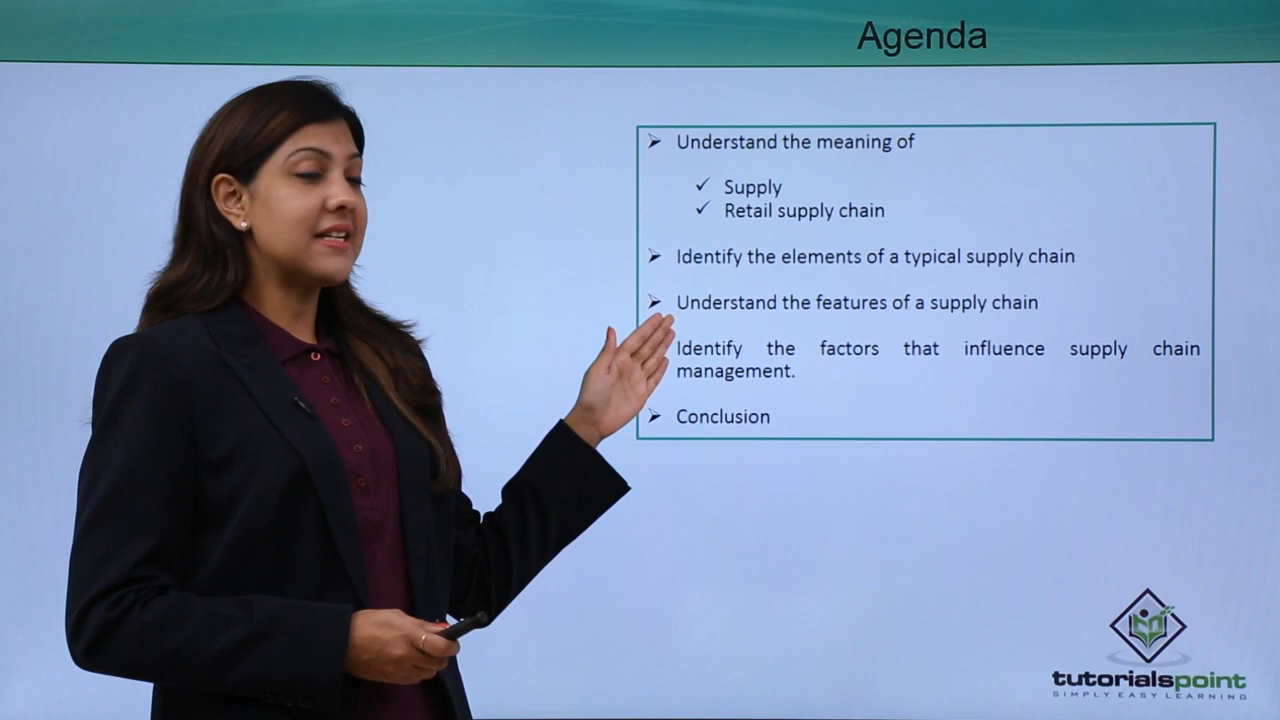 Agenda
Understand the meaning of
Supply
Retail supply chain
Identify the elements of a typical supply chain
Understand the features of a supply chain
Identify the factors that influence supply chain
management.
Conclusion
tutorialspoint
SIMPLY EASY LEARNING